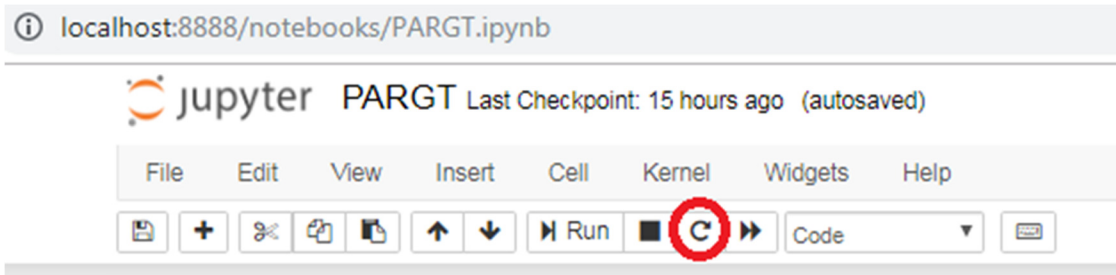 localhost:8888/notebooks/PARGT.ipynb
jupyter PARGT Last Checkpoint: 15 hours ago (autosaved)
File Edit View Insert Cell Kernel Widgets Help
Run Code